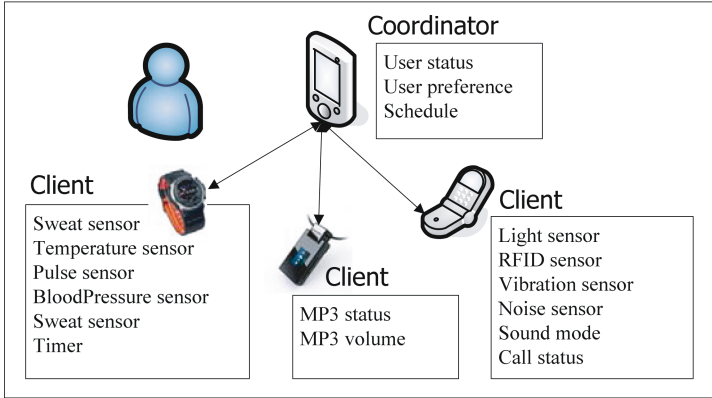 Coordinator
User status
User preference
Schedule
Client
Sweat sensor
Temperature sensor
Pulse sensor
BloodPressure sensor
Sweat sensor
Timer
Client
MP3 status
MP3 volume
Client
Light sensor
RFID sensor
Vibration sensor
Noise sensor
Sound mode
Call status